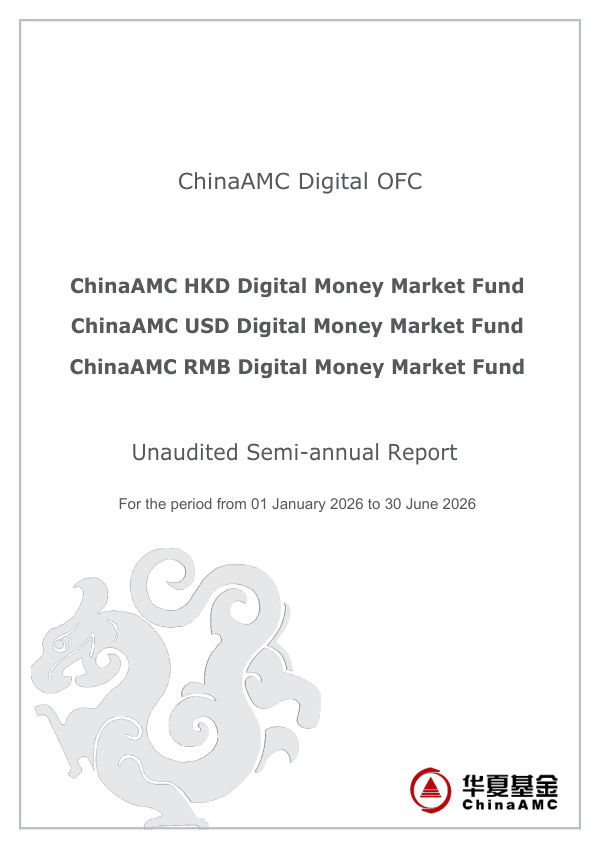 ChinaAMC Digital OFC
ChinaAMC HKD Digital Money Market Fund
ChinaAMC USD Digital Money Market Fund
ChinaAMC RMB Digital Money Market Fund
Unaudited Semi-annual Report
For the period from 01 January 2026 to 30 June 2026
华夏基金
ChinaAMC